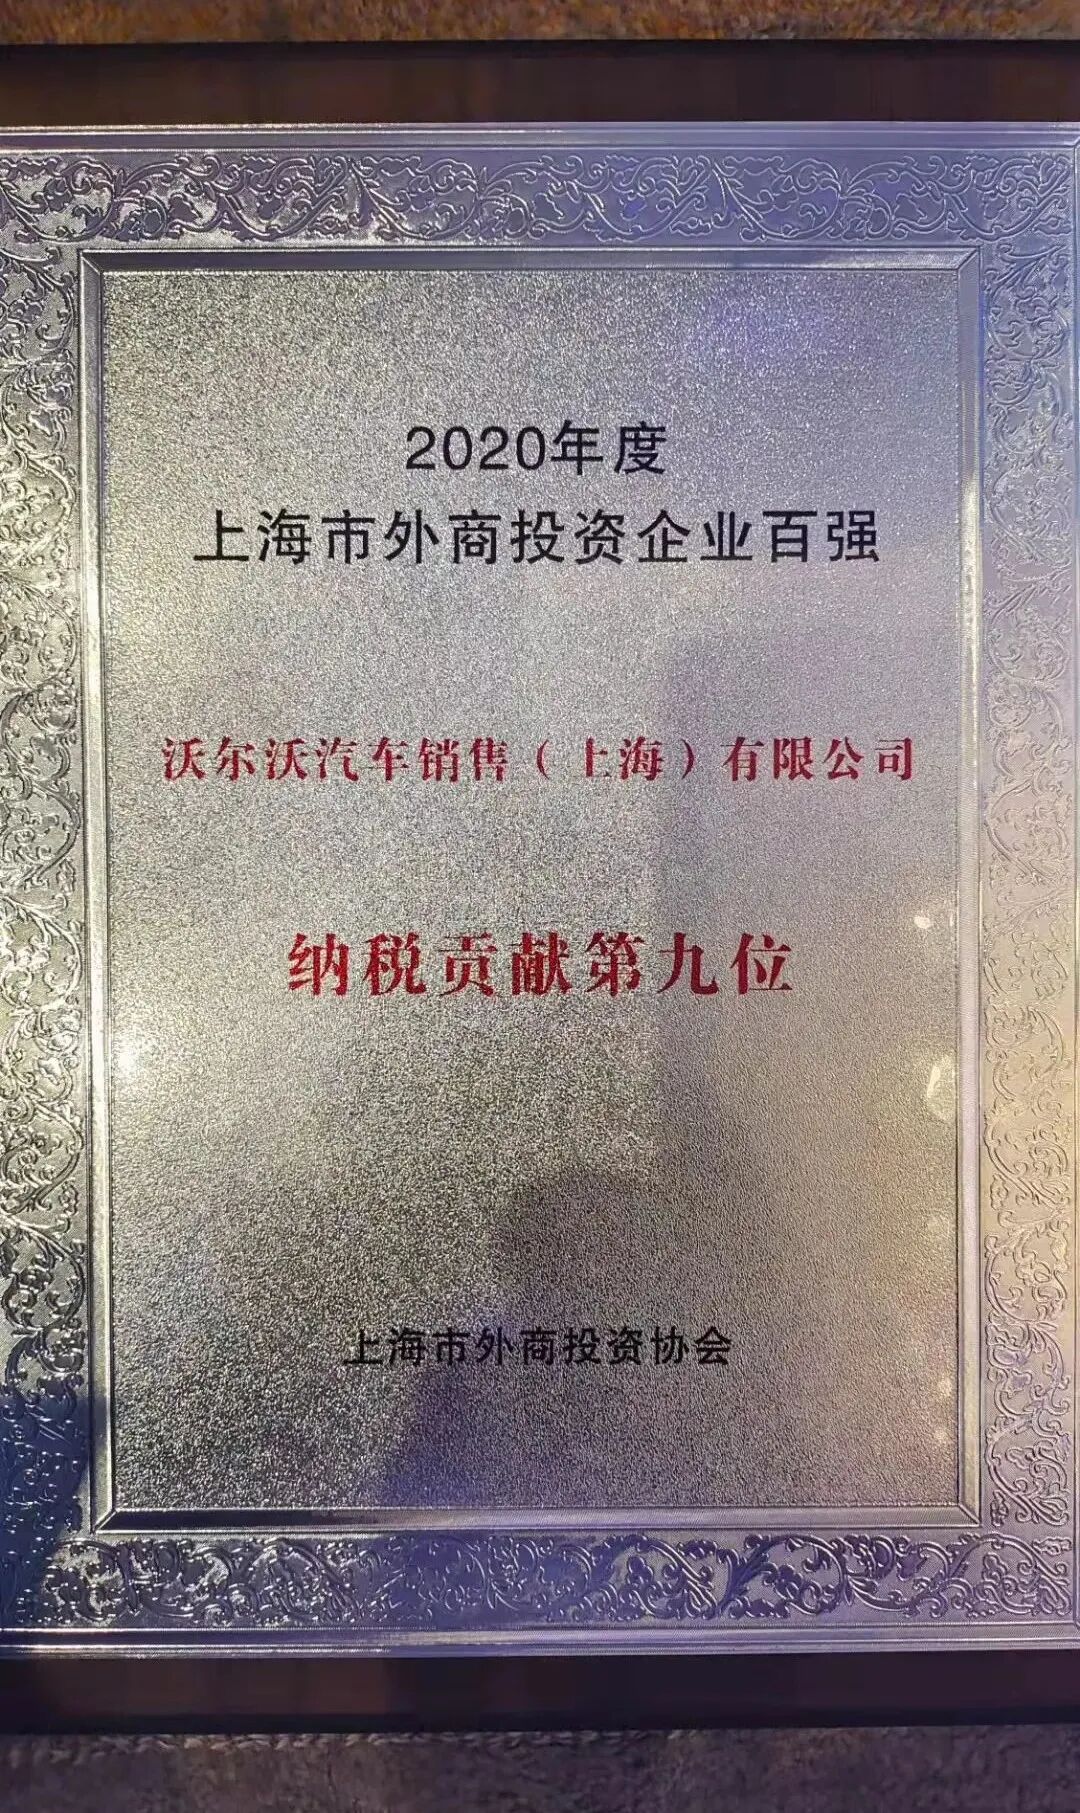 2020年度
上海市外商投资企业百强
沃尔沃汽车销售（上海）有限公司
纳税贡献第九位
上海市外商投资协会